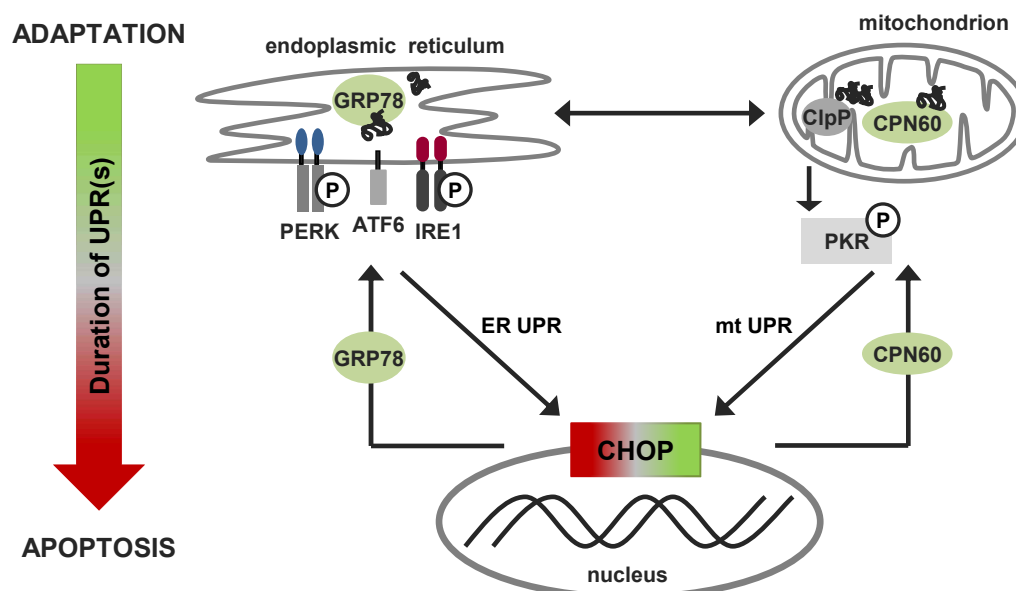 ADAPTATION
mitochondrion
endoplasmic reticulum
GRP78
ClpP
CPN60
P
P
PERK
ATF6
IRE1
P
PKR
Duration of UPR(s)
ER UPR
mt UPR
GRP78
CPN60
CHOP
APOPTOSIS
nucleus